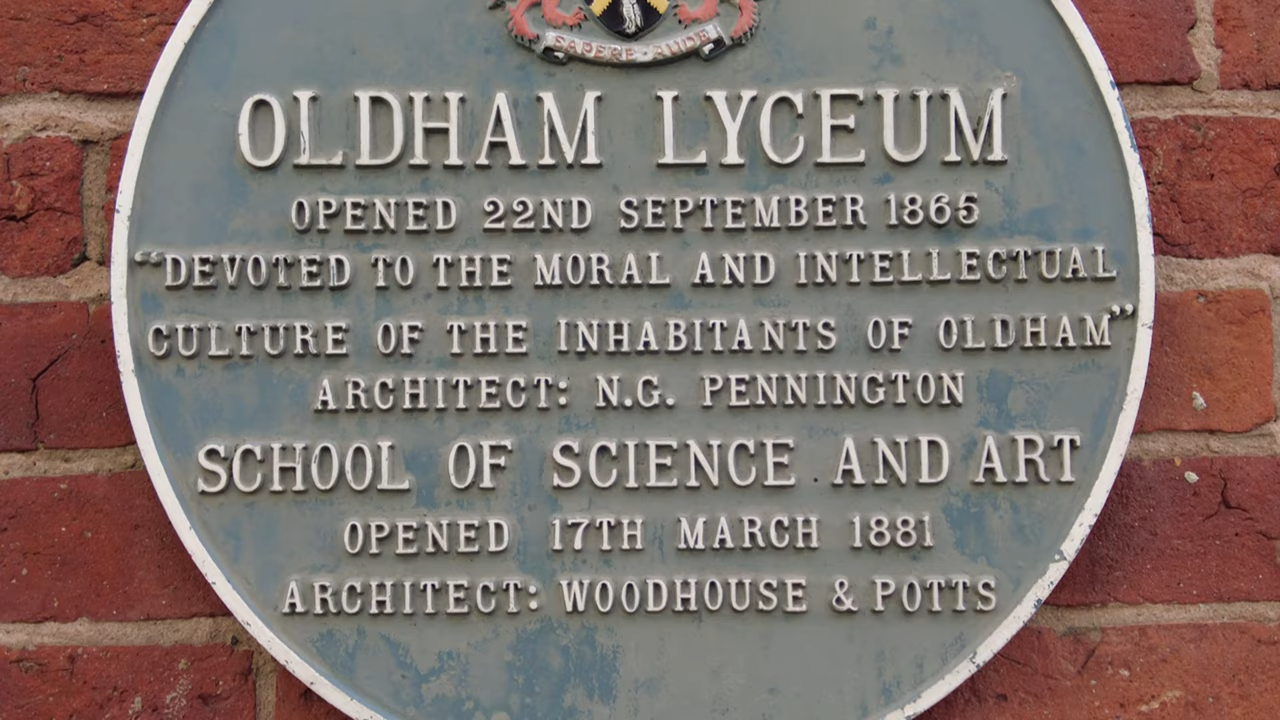 SAPERE·AUDE
OLDHAM LYCEUM
OPENED 22ND SEPTEMBER 1865
“DEVOTED TO THE MORAL AND INTELLECTUAL
CULTURE OF THE INHABITANTS OF OLDHAM”
ARCHITECT: N.G. PENNINGTON
SCHOOL OF SCIENCE AND ART
OPENED 17TH MARCH 1881
ARCHITECT: WOODHOUSE & POTTS